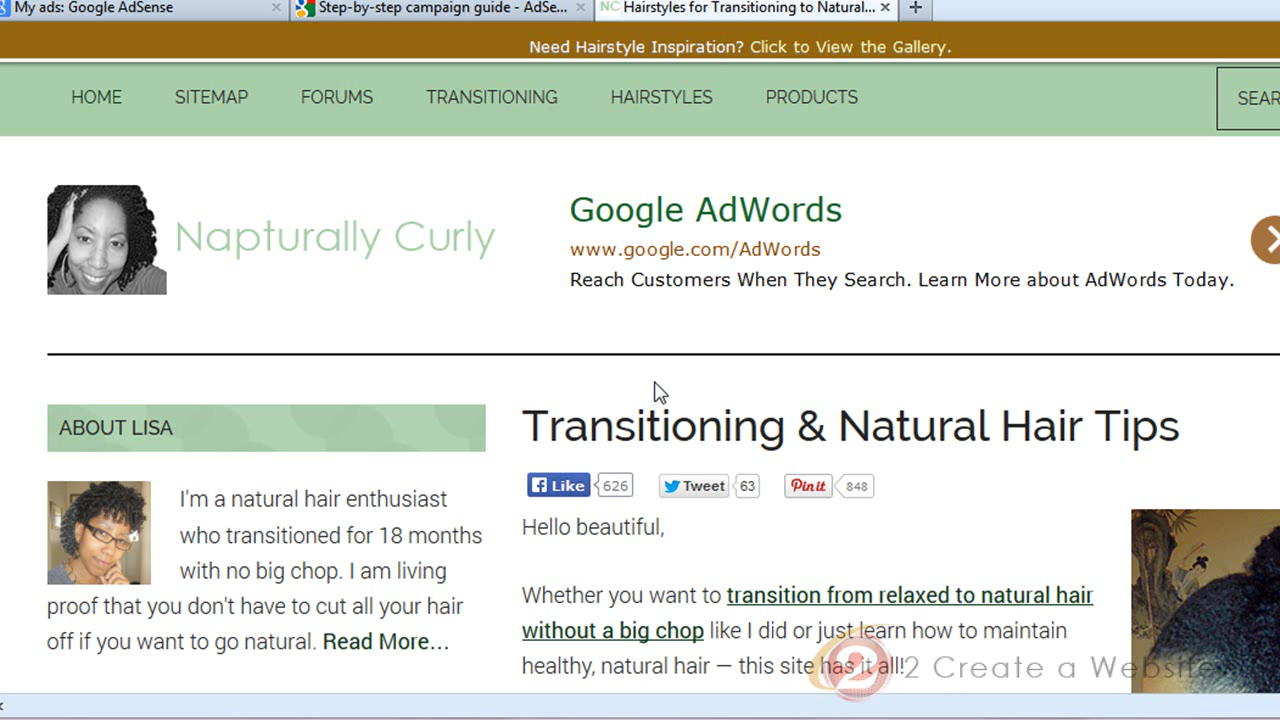 My ads: Google AdSense
Step-by-step campaign guide - AdSe...
NC Hairstyles for Transitioning to Natural...
Need Hairstyle Inspiration? Click to View the Gallery.
HOME SITEMAP FORUMS TRANSITIONING HAIRSTYLES PRODUCTS
SEAR
Napturally Curly
Google AdWords
www.google.com/AdWords
Reach Customers When They Search. Learn More about AdWords Today.
ABOUT LISA
I'm a natural hair enthusiast
who transitioned for 18 months
with no big chop. I am living
proof that you don't have to cut all your hair
off if you want to go natural. Read More...
Transitioning & Natural Hair Tips
Like 626 Tweet 63 Pin it 848
Hello beautiful,
Whether you want to transition from relaxed to natural hair
without a big chop like I did or just learn how to maintain
healthy, natural hair — this site has it all!
2 2 Create a Website